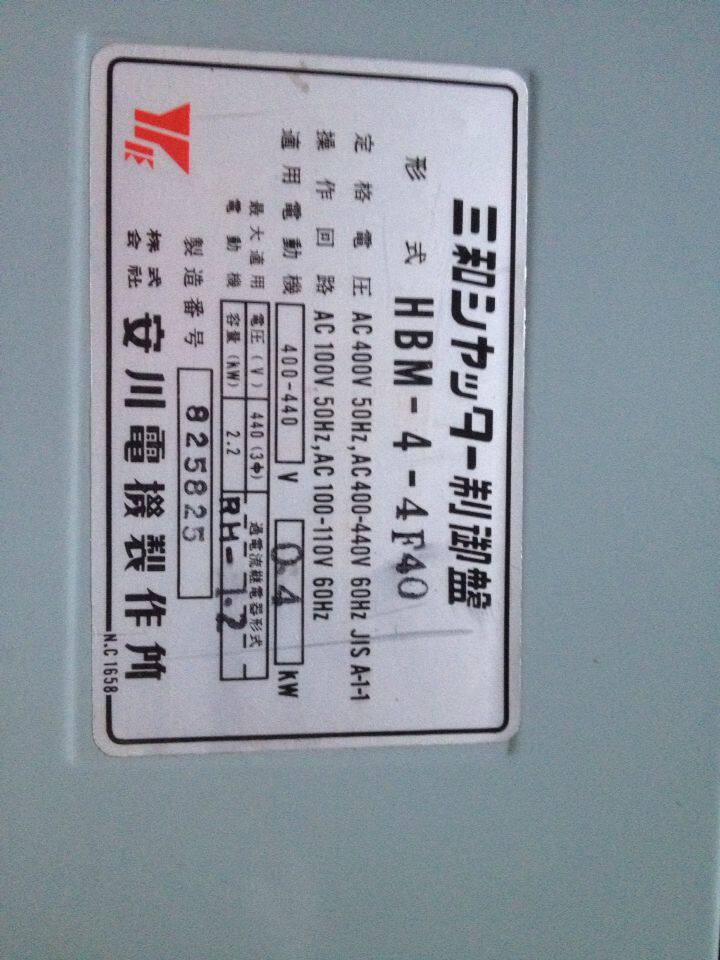 三和シャッター制御盤
形式 HBM-4-4F40
定格電圧 AC400V 50Hz,AC400-440V 60Hz JIS A-1-1
操作回路 AC100V 50Hz,AC100-110V 60Hz
適用電動機 400-440 V 0.4 kW
最大適用電動機 電圧(V) 440(3Φ) 過電流継電器形式
容量(kW) 2.2 RH-1.2
製造番号 825825
株式会社 安川電機製作所
N.C1658